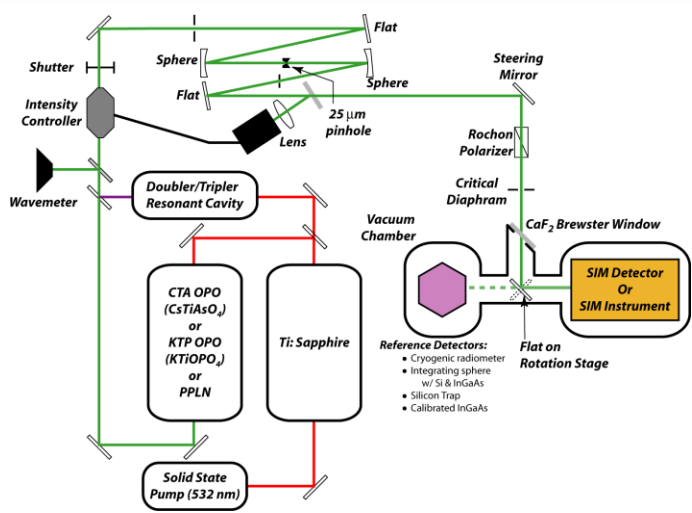 Flat
Steering
Mirror
Sphere
Shutter
Sphere
Flat
Intensity
Controller
25 μm
pinhole
Lens
Rochon
Polarizer
Wavemeter
Doubler/Tripler
Resonant Cavity
Critical
Diaphram
Vacuum
Chamber
CaF2 Brewster Window
CTA OPO
(CsTiAsO4)
or
KTP OPO
(KTiOPO4)
or
PPLN
Ti: Sapphire
SIM Detector
Or
SIM Instrument
Reference Detectors:
• Cryogenic radiometer
• Integrating sphere
w/ Si & InGaAs
• Silicon Trap
• Calibrated InGaAs
Flat on
Rotation Stage
Solid State
Pump (532 nm)